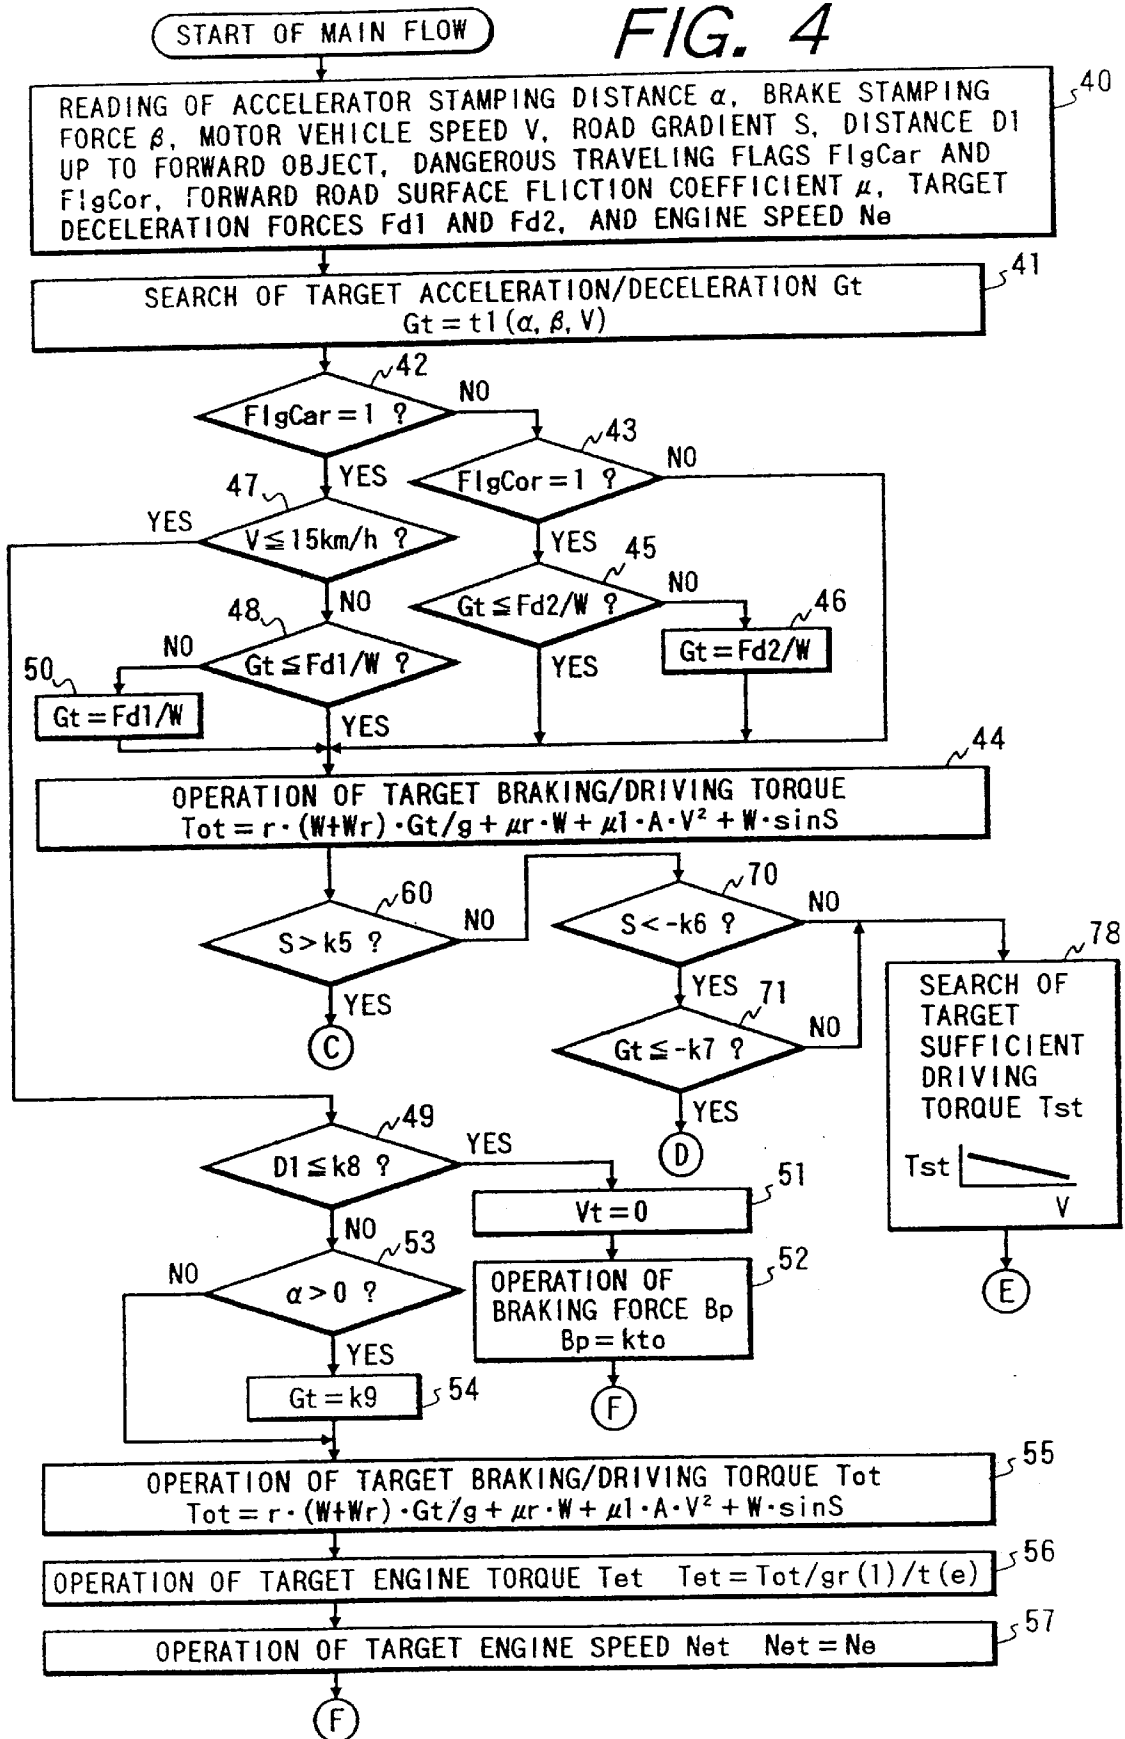 FIG. 4
START OF MAIN FLOW
40
READING OF ACCELERATOR STAMPING DISTANCE α, BRAKE STAMPING
FORCE β, MOTOR VEHICLE SPEED V, ROAD GRADIENT S, DISTANCE D1
UP TO FORWARD OBJECT, DANGEROUS TRAVELING FLAGS FlgCar AND
FlgCor, FORWARD ROAD SURFACE FLICTION COEFFICIENT μ, TARGET
DECELERATION FORCES Fd1 AND Fd2, AND ENGINE SPEED Ne
41
SEARCH OF TARGET ACCELERATION/DECELERATION Gt
Gt=t1(α, β, V)
42
FlgCar=1 ?
NO
YES
43
FlgCor=1 ?
NO
YES
47
V≦15km/h ?
YES
NO
45
Gt≦Fd2/W ?
NO
YES
46
Gt=Fd2/W
48
Gt≦Fd1/W ?
NO
YES
50
Gt=Fd1/W
44
OPERATION OF TARGET BRAKING/DRIVING TORQUE
Tot=r·(W+Wr)·Gt/g+μr·W+μl·A·V²+W·sinS
60
S>k5 ?
NO
YES
C
70
S<-k6 ?
NO
YES
71
Gt≦-k7 ?
NO
YES
D
78
SEARCH OF
TARGET
SUFFICIENT
DRIVING
TORQUE Tst
Tst
V
E
49
D1≦k8 ?
YES
NO
51
Vt=0
52
OPERATION OF
BRAKING FORCE Bp
Bp=kto
F
53
α>0 ?
NO
YES
54
Gt=k9
55
OPERATION OF TARGET BRAKING/DRIVING TORQUE Tot
Tot=r·(W+Wr)·Gt/g+μr·W+μl·A·V²+W·sinS
56
OPERATION OF TARGET ENGINE TORQUE Tet Tet=Tot/gr(1)/t(e)
57
OPERATION OF TARGET ENGINE SPEED Net Net=Ne
F